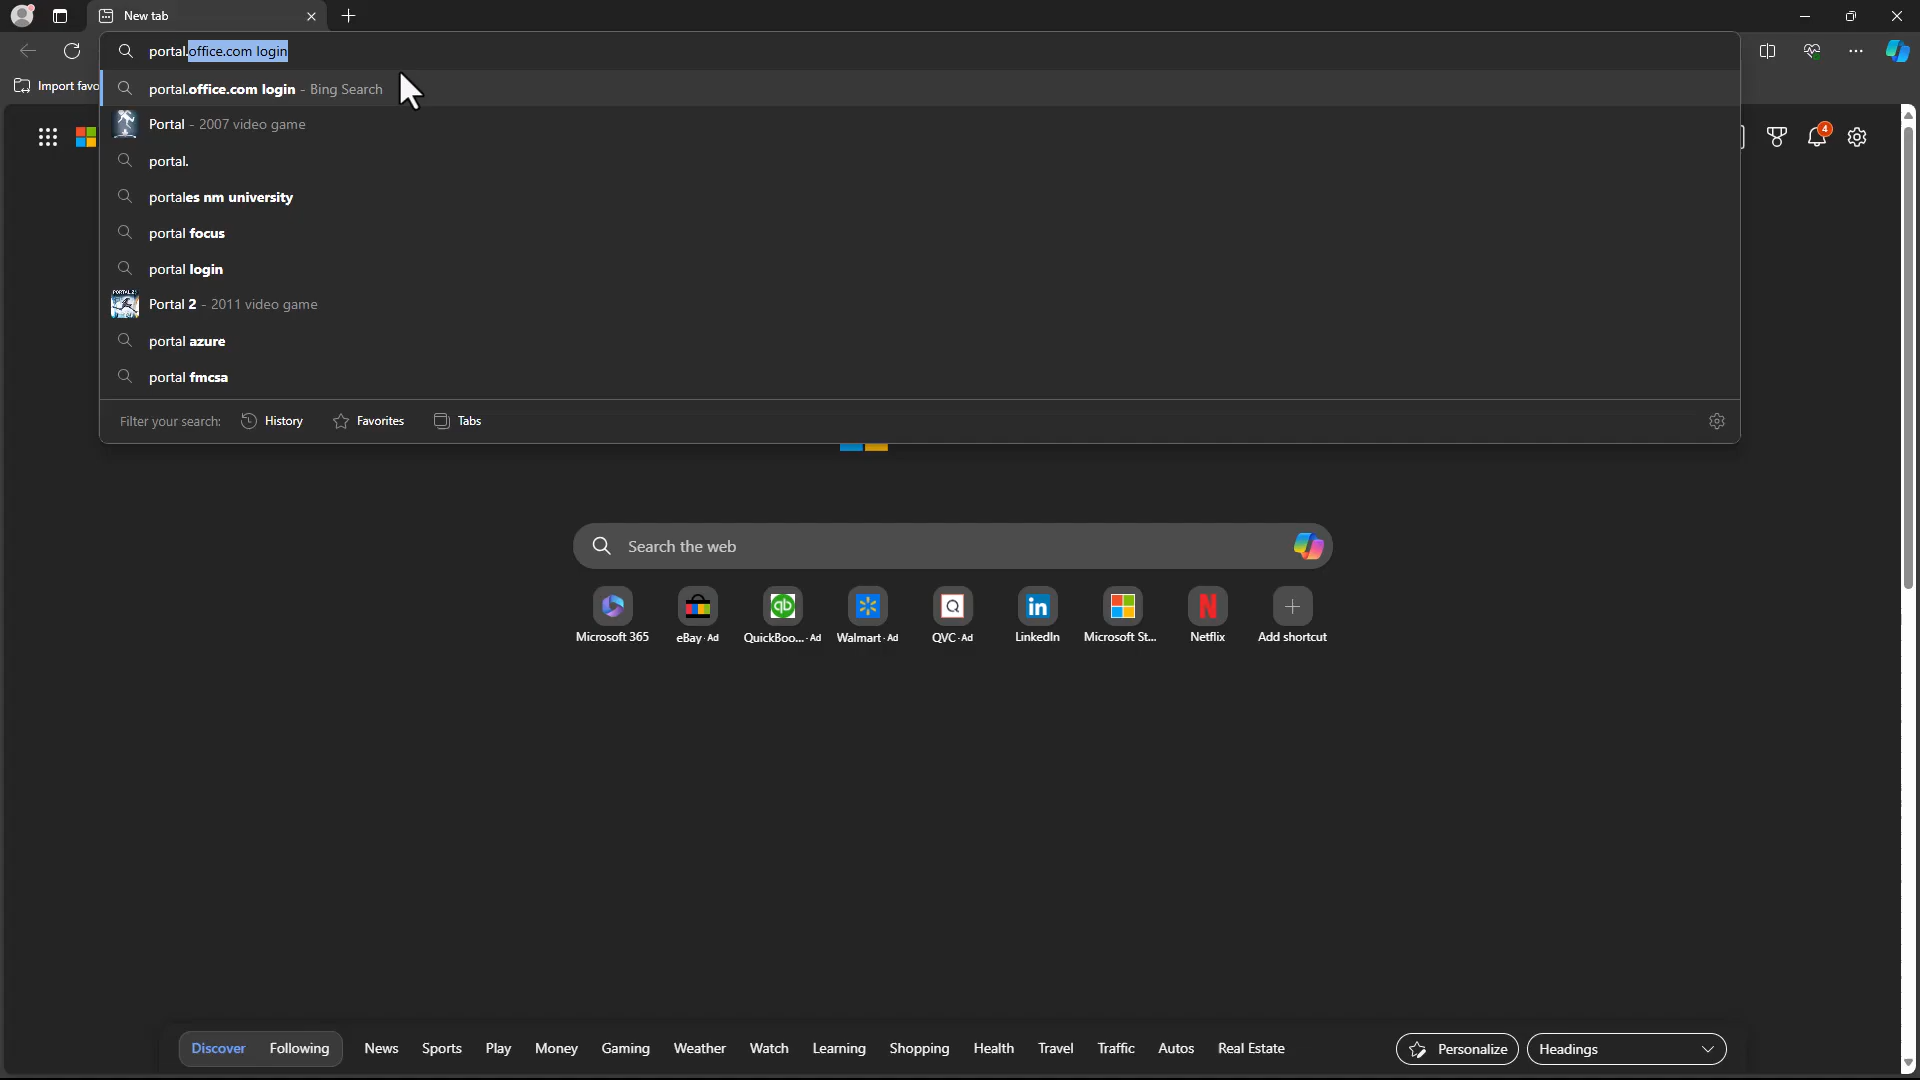 New tab
portal.office.com login
Import favo
portal.office.com login - Bing Search
Portal - 2007 video game
portal.
portales nm university
portal focus
portal login
Portal 2 - 2011 video game
portal azure
portal fmcsa
Filter your search: History Favorites Tabs
4
Search the web
Microsoft 365 eBay · Ad QuickBoo... · Ad Walmart · Ad QVC · Ad LinkedIn Microsoft St... Netflix Add shortcut
Discover Following News Sports Play Money Gaming Weather Watch Learning Shopping Health Travel Traffic Autos Real Estate Personalize Headings